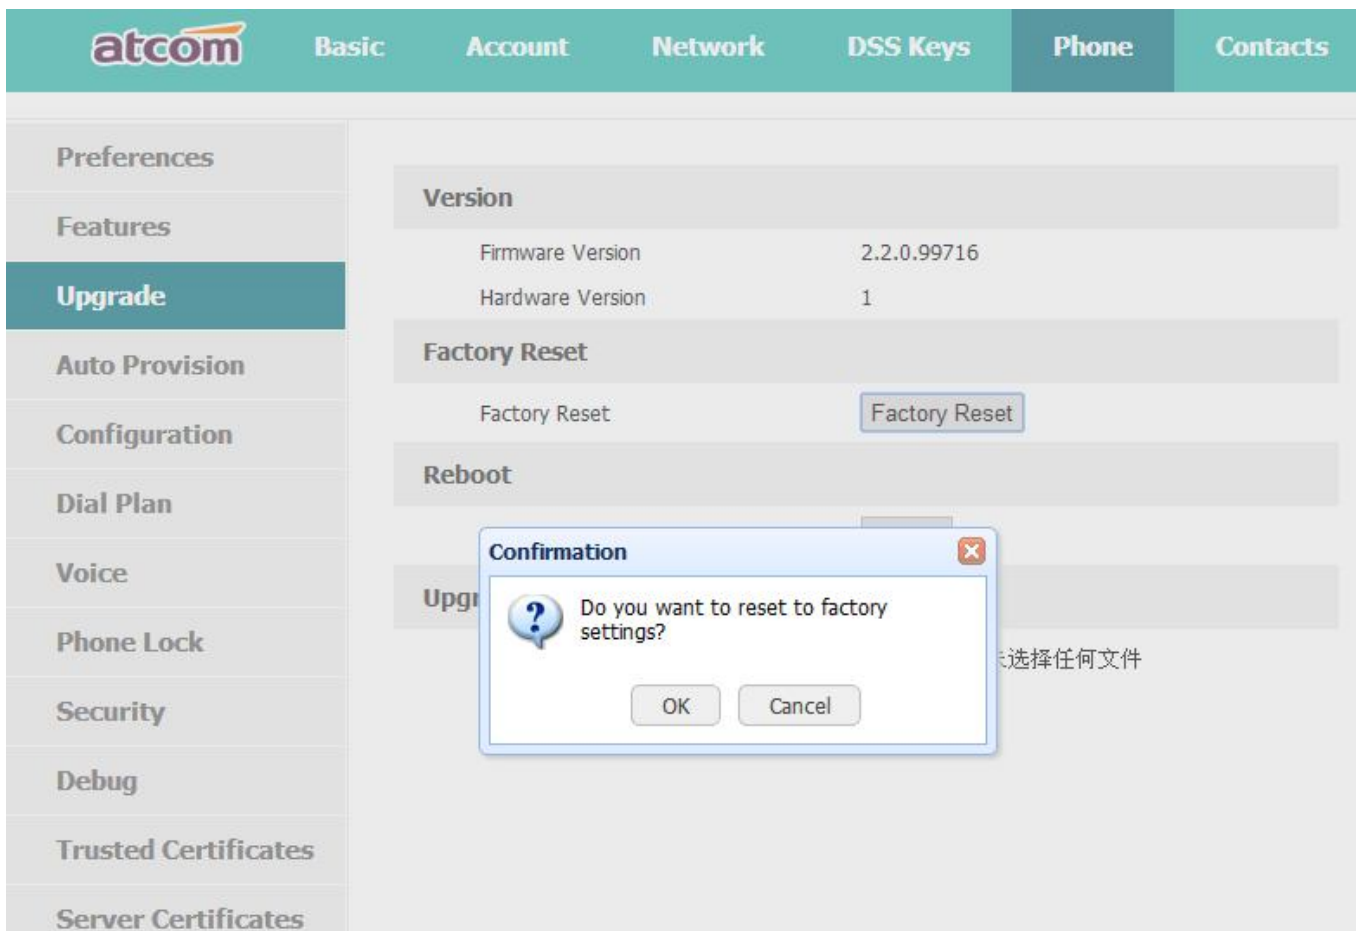 atcom Basic Account Network DSS Keys Phone Contacts
Preferences
Features
Upgrade
Auto Provision
Configuration
Dial Plan
Voice
Phone Lock
Security
Debug
Trusted Certificates
Server Certificates
Version
Firmware Version 2.2.0.99716
Hardware Version 1
Factory Reset
Factory Reset Factory Reset
Reboot
Confirmation
Do you want to reset to factory
settings?
OK Cancel
选择任何文件